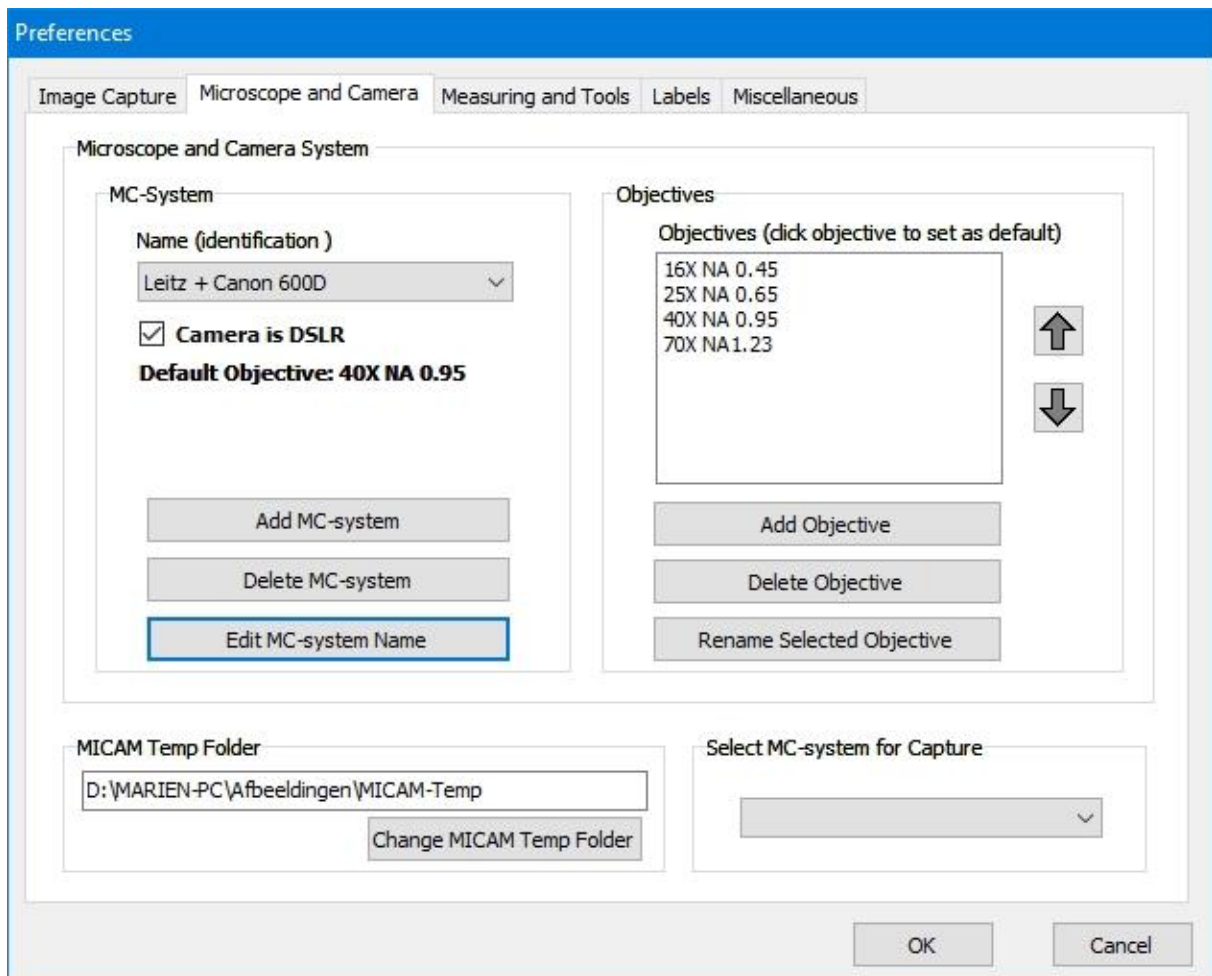 Preferences
Image Capture
Microscope and Camera
Measuring and Tools
Labels
Miscellaneous
Microscope and Camera System
MC-System
Name (identification )
Leitz + Canon 600D
Camera is DSLR
Default Objective: 40X NA 0.95
Add MC-system
Delete MC-system
Edit MC-system Name
Objectives
Objectives (click objective to set as default)
16X NA 0.45
25X NA 0.65
40X NA 0.95
70X NA1.23
Add Objective
Delete Objective
Rename Selected Objective
MICAM Temp Folder
D:\MARIEN-PC\Afbeeldingen\MICAM-Temp
Change MICAM Temp Folder
Select MC-system for Capture
OK
Cancel